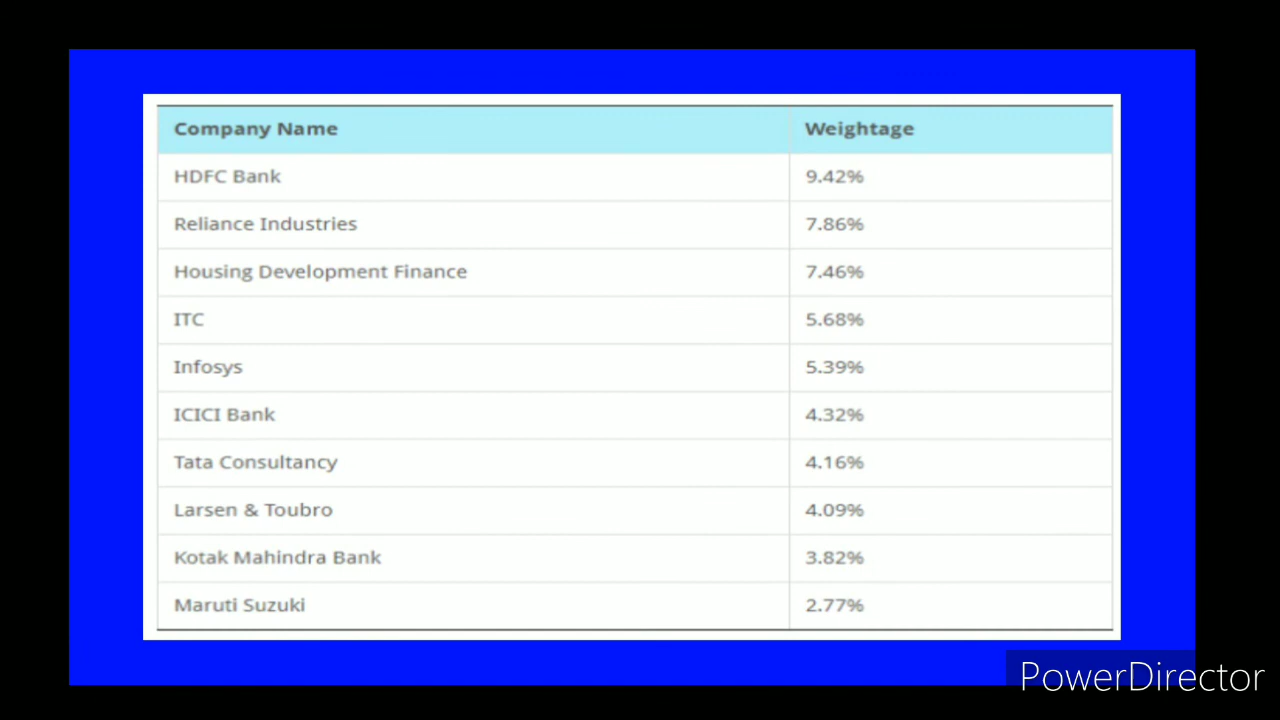 Company Name Weightage
HDFC Bank 9.42%
Reliance Industries 7.86%
Housing Development Finance 7.46%
ITC 5.68%
Infosys 5.39%
ICICI Bank 4.32%
Tata Consultancy 4.16%
Larsen & Toubro 4.09%
Kotak Mahindra Bank 3.82%
Maruti Suzuki 2.77%
PowerDirector